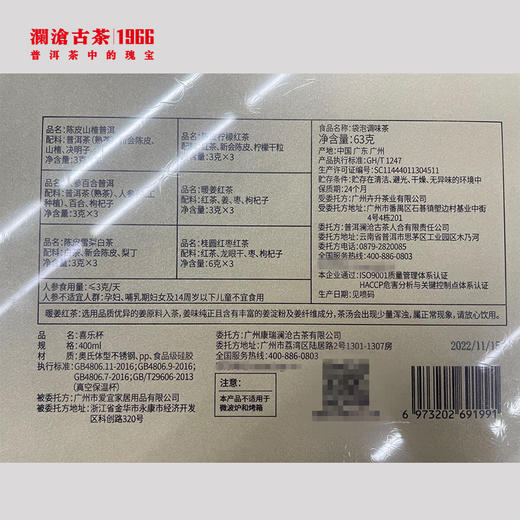 澜沧古茶 1966
普洱茶中的瑰宝
品名:陈皮山楂普洱
配料:普洱茶(熟茶)、新会陈皮、
山楂、决明子
净含量:3克×3
柠檬红茶
配料:红茶、新会陈皮、柠檬干粒
净含量:3克×3
参百合普洱
配料:普洱茶(熟茶)、人参(人工
种植)、百合、枸杞子
净含量:3克×3
品名:暖姜红茶
配料:红茶、姜、枣、枸杞子
净含量:3克×3
品名:陈皮雪梨白茶
配料:白茶、新会陈皮、梨丁
净含量:3克×3
品名:桂圆红枣红茶
配料:红茶、龙眼干、枣、枸杞子
净含量:6克×3
食品名称:袋泡调味茶
净含量:63克
产地:中国 广东 广州
产品执行标准:GH/T 1247
生产许可证编号:SC11444011304511
贮存条件:贮存在清洁、避光、干燥、无异味的环境中
保质期:24个月
受委托方:广州卉升茶业有限公司
受委托方地址:广州市番禺区石碁镇塱边村基业中街
4号4栋201
委托方:普洱澜沧古茶人合有限责任公司
委托方地址:云南省普洱市思茅区工业园区木乃河
委托方电话:0879-2820085
全国服务热线:400-886-0803
本企业已通过:ISO9001质量管理体系认证
HACCP危害分析与关键控制点体系认证
生产日期:见喷码
人参食用量:≤3克/天
人参不适宜人群:孕妇、哺乳期妇女及14周岁以下儿童不宜食用
暖姜红茶:选用品质优异的姜原料入茶,姜味纯正且含有丰富的姜淀粉及姜纤维成分,茶汤会出现少量浑浊,属正常现象,请放心饮用。
品名:喜乐杯
规格:400ml
材质:奥氏体型不锈钢、pp、食品级硅胶
执行标准:GB4806.11-2016;GB4806.9-2016;
GB4806.7-2016;GB/T29606-2013
(真空保温杯)
被委托方:广州市爱宜家居用品有限公司
被委托方地址:浙江省金华市永康市经济开发
区科创路320号
委托方:广州康瑞澜沧古茶有限公司
地址:广州市荔湾区陆居路2号1301-1307房
全国服务热线:400-886-0803
2022/11/15
注意:
本产品不适用于
微波炉和烤箱
6 973202 691991